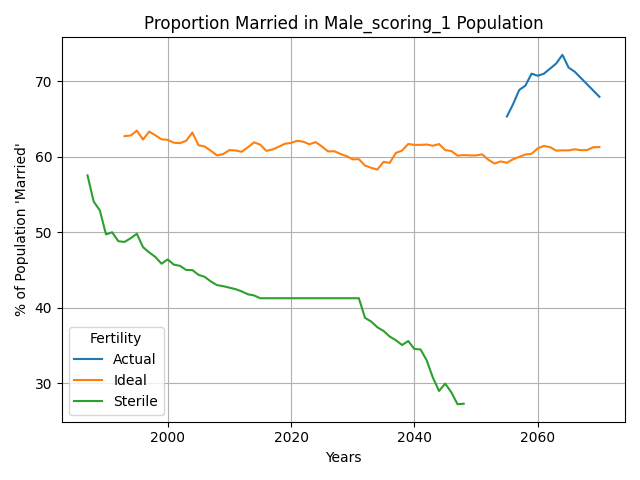 Proportion Married in Male_scoring_1 Population
% of Population 'Married'
70
60
50
40
30
Fertility
Actual
Ideal
Sterile
2000
2020
2040
2060
Years